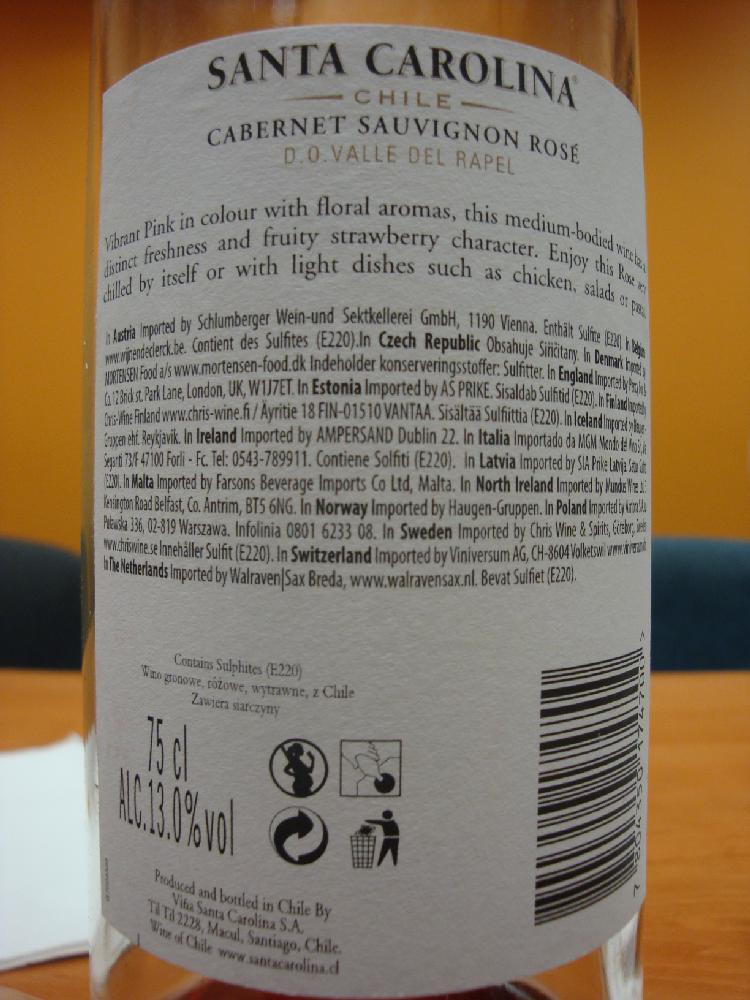 SANTA CAROLINA
CHILE
CABERNET SAUVIGNON ROSÉ
D.O. VALLE DEL RAPEL
Vibrant Pink in colour with floral aromas, this medium-bodied wine has a
distinct freshness and fruity strawberry character. Enjoy this Rose very
chilled by itself or with light dishes such as chicken, salads or pastas.
In Austria Imported by Schlumberger Wein-und Sektkellerei GmbH, 1190 Vienna. Enthält Sulfite (E220) In Belgium
www.wijnendeclerck.be. Contient des Sulfites (E220).In Czech Republic Obsahuje Siřičitany. In Denmark Imported by
MORTENSEN Food a/s www.mortensen-food.dk Indeholder konserveringsstoffer: Sulfitter. In England Imported by
Co. 12 Brick st. Park Lane, London, UK, W1J7ET. In Estonia Imported by AS PRIKE. Sisaldab Sulfitid (E220). In Finland Imported by
Chris-Wine Finland www.chris-wine.fi / Äyritie 18 FIN-01510 VANTAA. Sisältää Sulfiittia (E220). In Iceland Imported by
Gruppen ehf. Reykjavik. In Ireland Imported by AMPERSAND Dublin 22. In Italia Importado da MGM Mondo del Vino
Seganti 73/F 47100 Forli - Fc. Tel: 0543-789911. Contiene Solfiti (E220). In Latvia Imported by SIA Prike Latvija
(E220). In Malta Imported by Farsons Beverage Imports Co Ltd, Malta. In North Ireland Imported by Mundus Wines
Kensington Road Belfast, Co. Antrim, BT5 6NG. In Norway Imported by Haugen-Gruppen. In Poland Imported by
Puławska 336, 02-819 Warszawa. Infolinia 0801 6233 08. In Sweden Imported by Chris Wine & Spirits, Göteborg,
www.chriswine.se Innehåller Sulfit (E220). In Switzerland Imported by Viniversum AG, CH-8604 Volketswil
In The Netherlands Imported by Walraven|Sax Breda, www.walravensax.nl. Bevat Sulfiet (E220).
Contains Sulphites (E220)
Wino gronowe, różowe, wytrawne, z Chile
Zawiera siarczyny
75 cl
ALC.13.0%vol
Produced and bottled in Chile By
Viña Santa Carolina S.A.
Til Til 2228, Macul, Santiago, Chile.
Wine of Chile www.santacarolina.cl